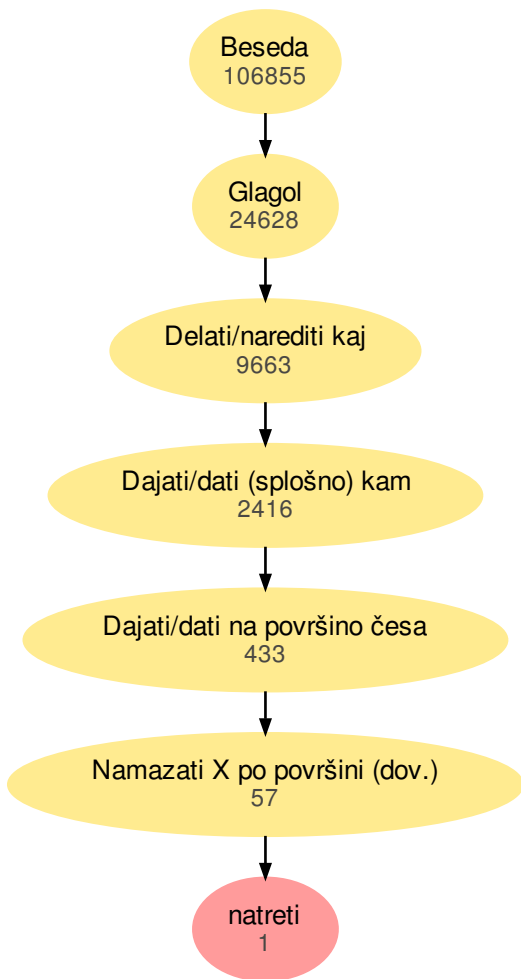 Beseda
106855
Glagol
24628
Delati/narediti kaj
9663
Dajati/dati (splošno) kam
2416
Dajati/dati na površino česa
433
Namazati X po površini (dov.)
57
natreti
1